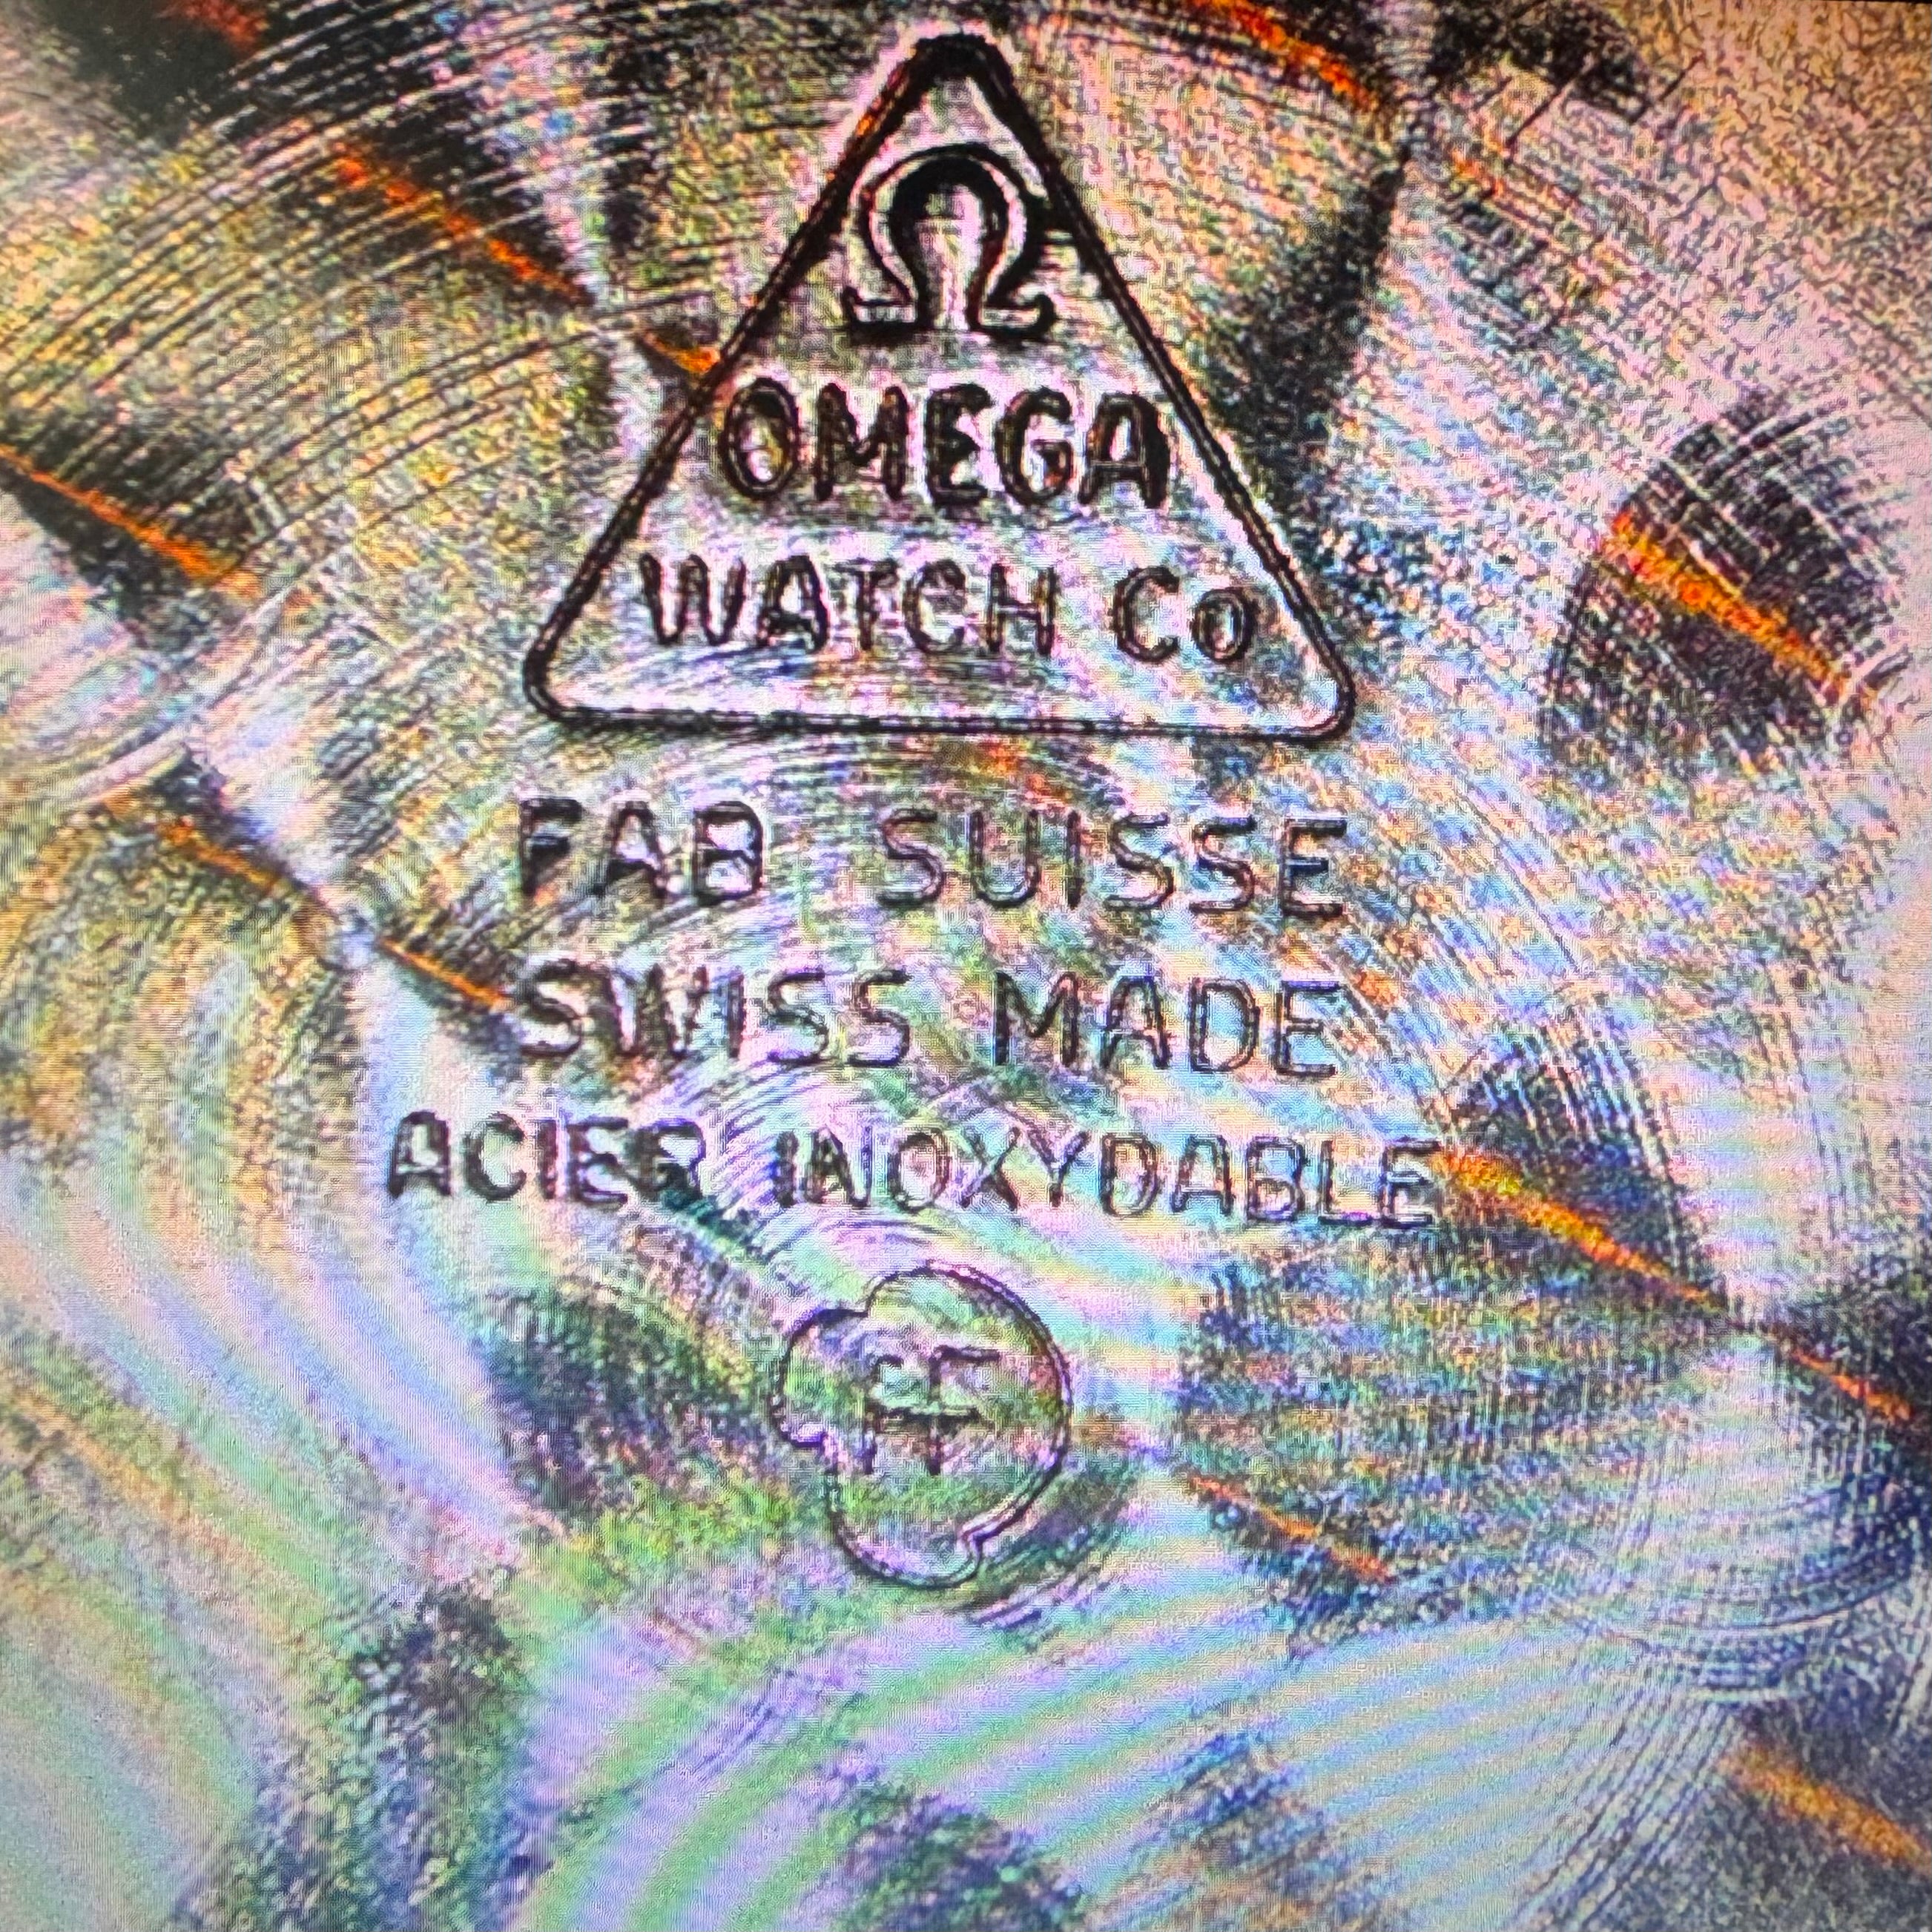 Ω
OMEGA
WATCH Co
FAB SUISSE
SWISS MADE
ACIER INOXYDABLE